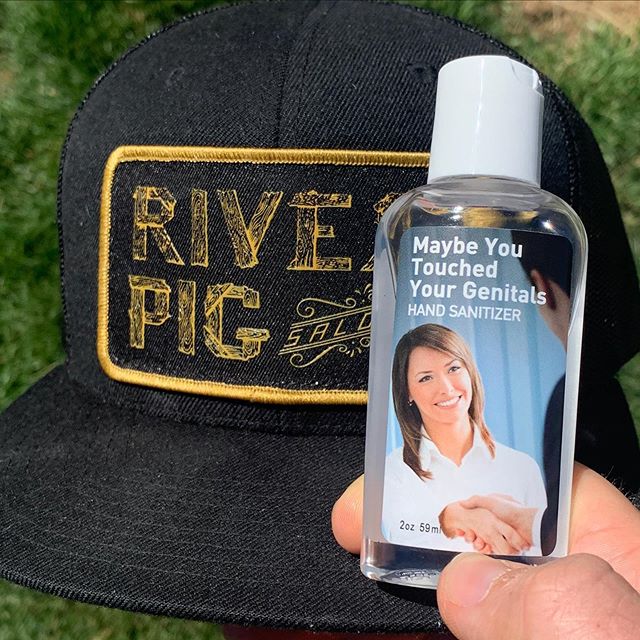 RIVE
PIG
Maybe You
Touched
Your Genitals
HAND SANITIZER
2oz 59ml